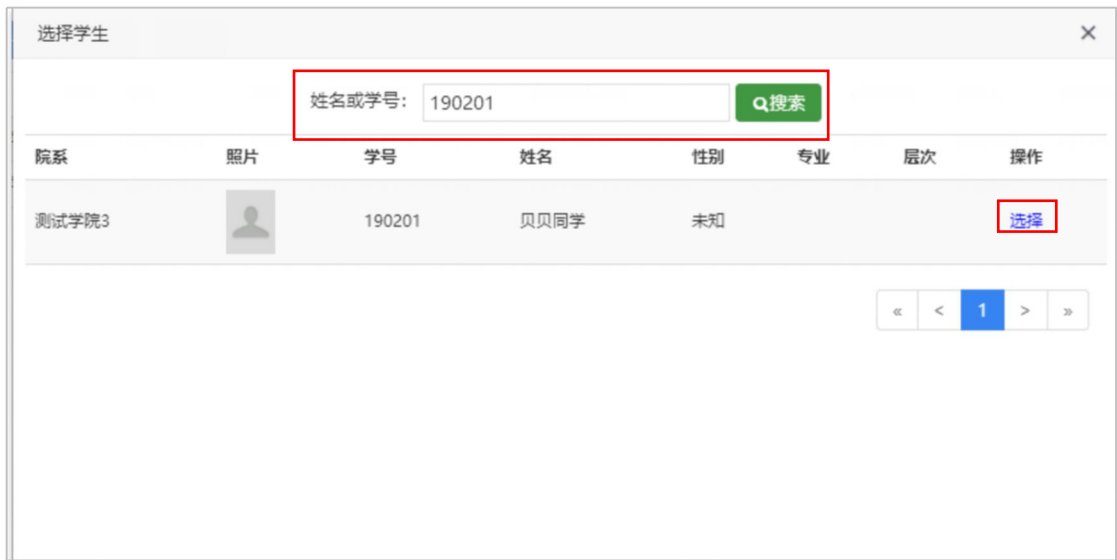 选择学生 ×
姓名或学号: 190201 搜索
院系 照片 学号 姓名 性别 专业 层次 操作
测试学院3 190201 贝贝同学 未知 选择
« < 1 > »